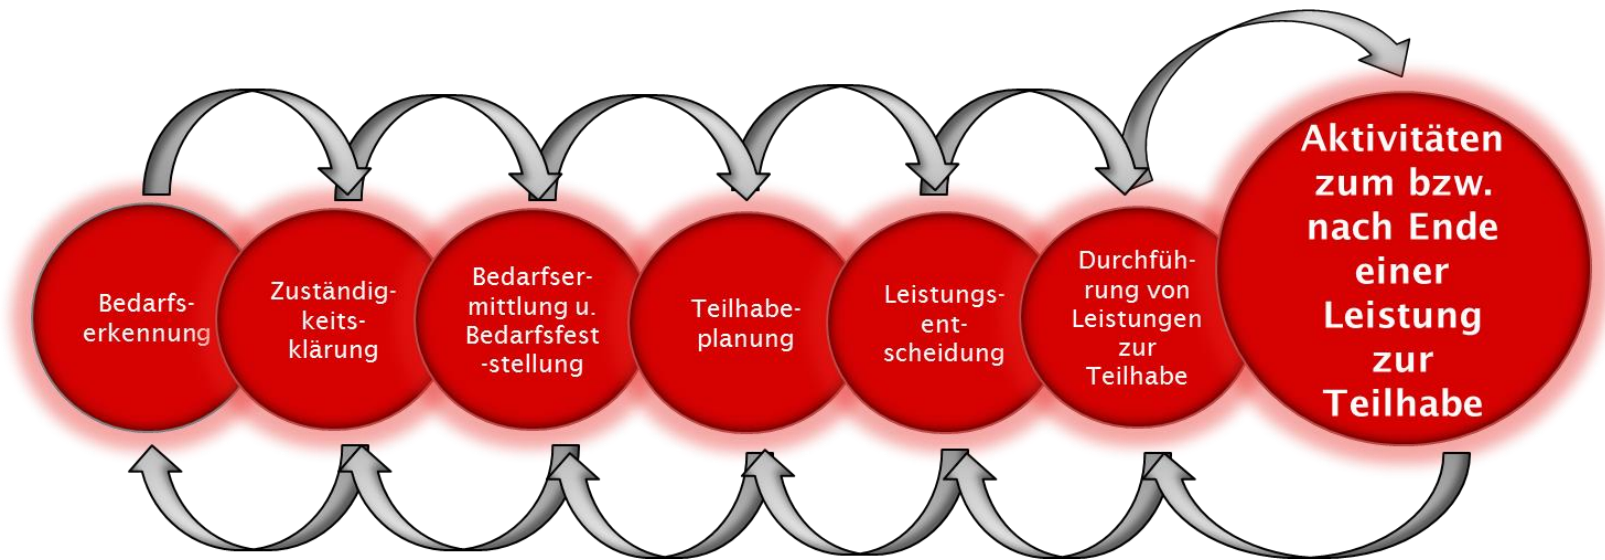 Bedarfs-
erkennung
Zuständig-
keits-
klärung
Bedarfser-
mittlung u.
Bedarfsfest
-stellung
Teilhabe-
planung
Leistungs-
ent-
scheidung
Durchfüh-
rung von
Leistungen
zur
Teilhabe
Aktivitäten
zum bzw.
nach Ende
einer
Leistung
zur
Teilhabe